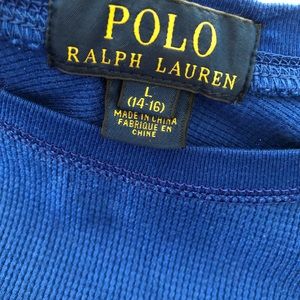 POLO
RALPH LAUREN
L
(14-16)
MADE IN CHINA
FABRIQUE EN
CHINE